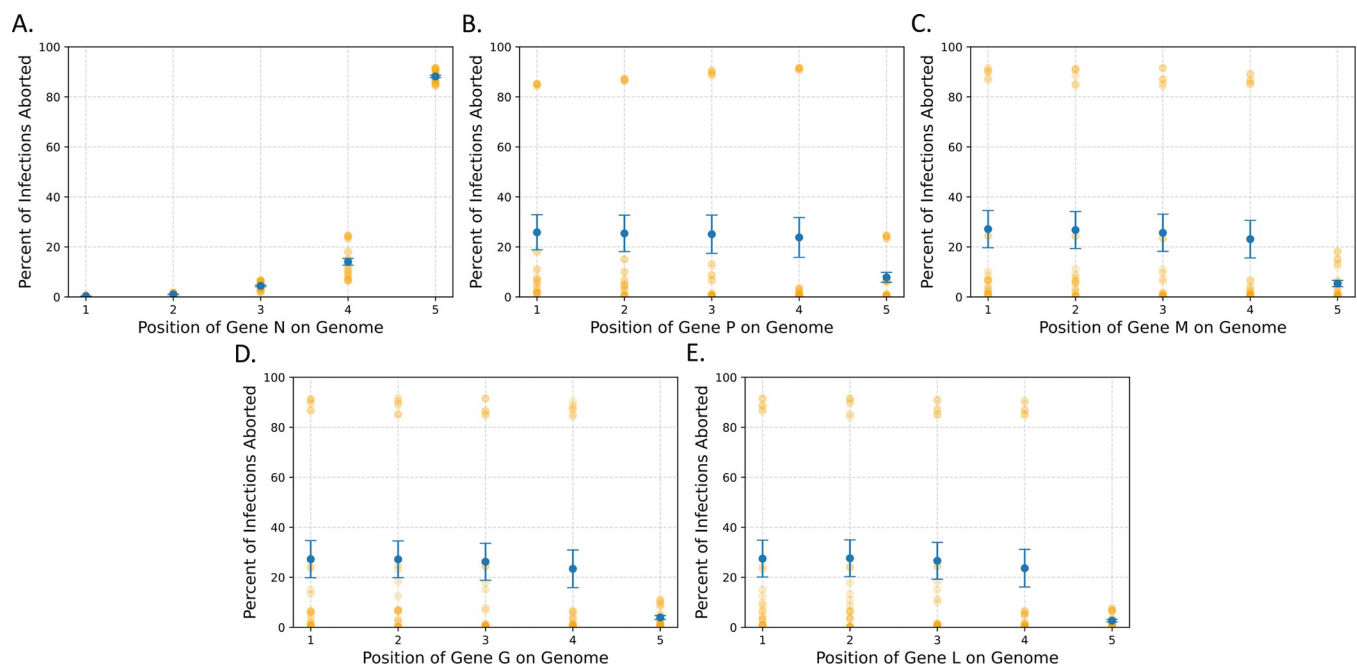 A.
100
80
60
40
20
0
1 2 3 4 5
Percent of Infections Aborted
Position of Gene N on Genome
B.
100
80
60
40
20
0
1 2 3 4 5
Percent of Infections Aborted
Position of Gene P on Genome
C.
100
80
60
40
20
0
1 2 3 4 5
Percent of Infections Aborted
Position of Gene M on Genome
D.
100
80
60
40
20
0
1 2 3 4 5
Percent of Infections Aborted
Position of Gene G on Genome
E.
100
80
60
40
20
0
1 2 3 4 5
Percent of Infections Aborted
Position of Gene L on Genome